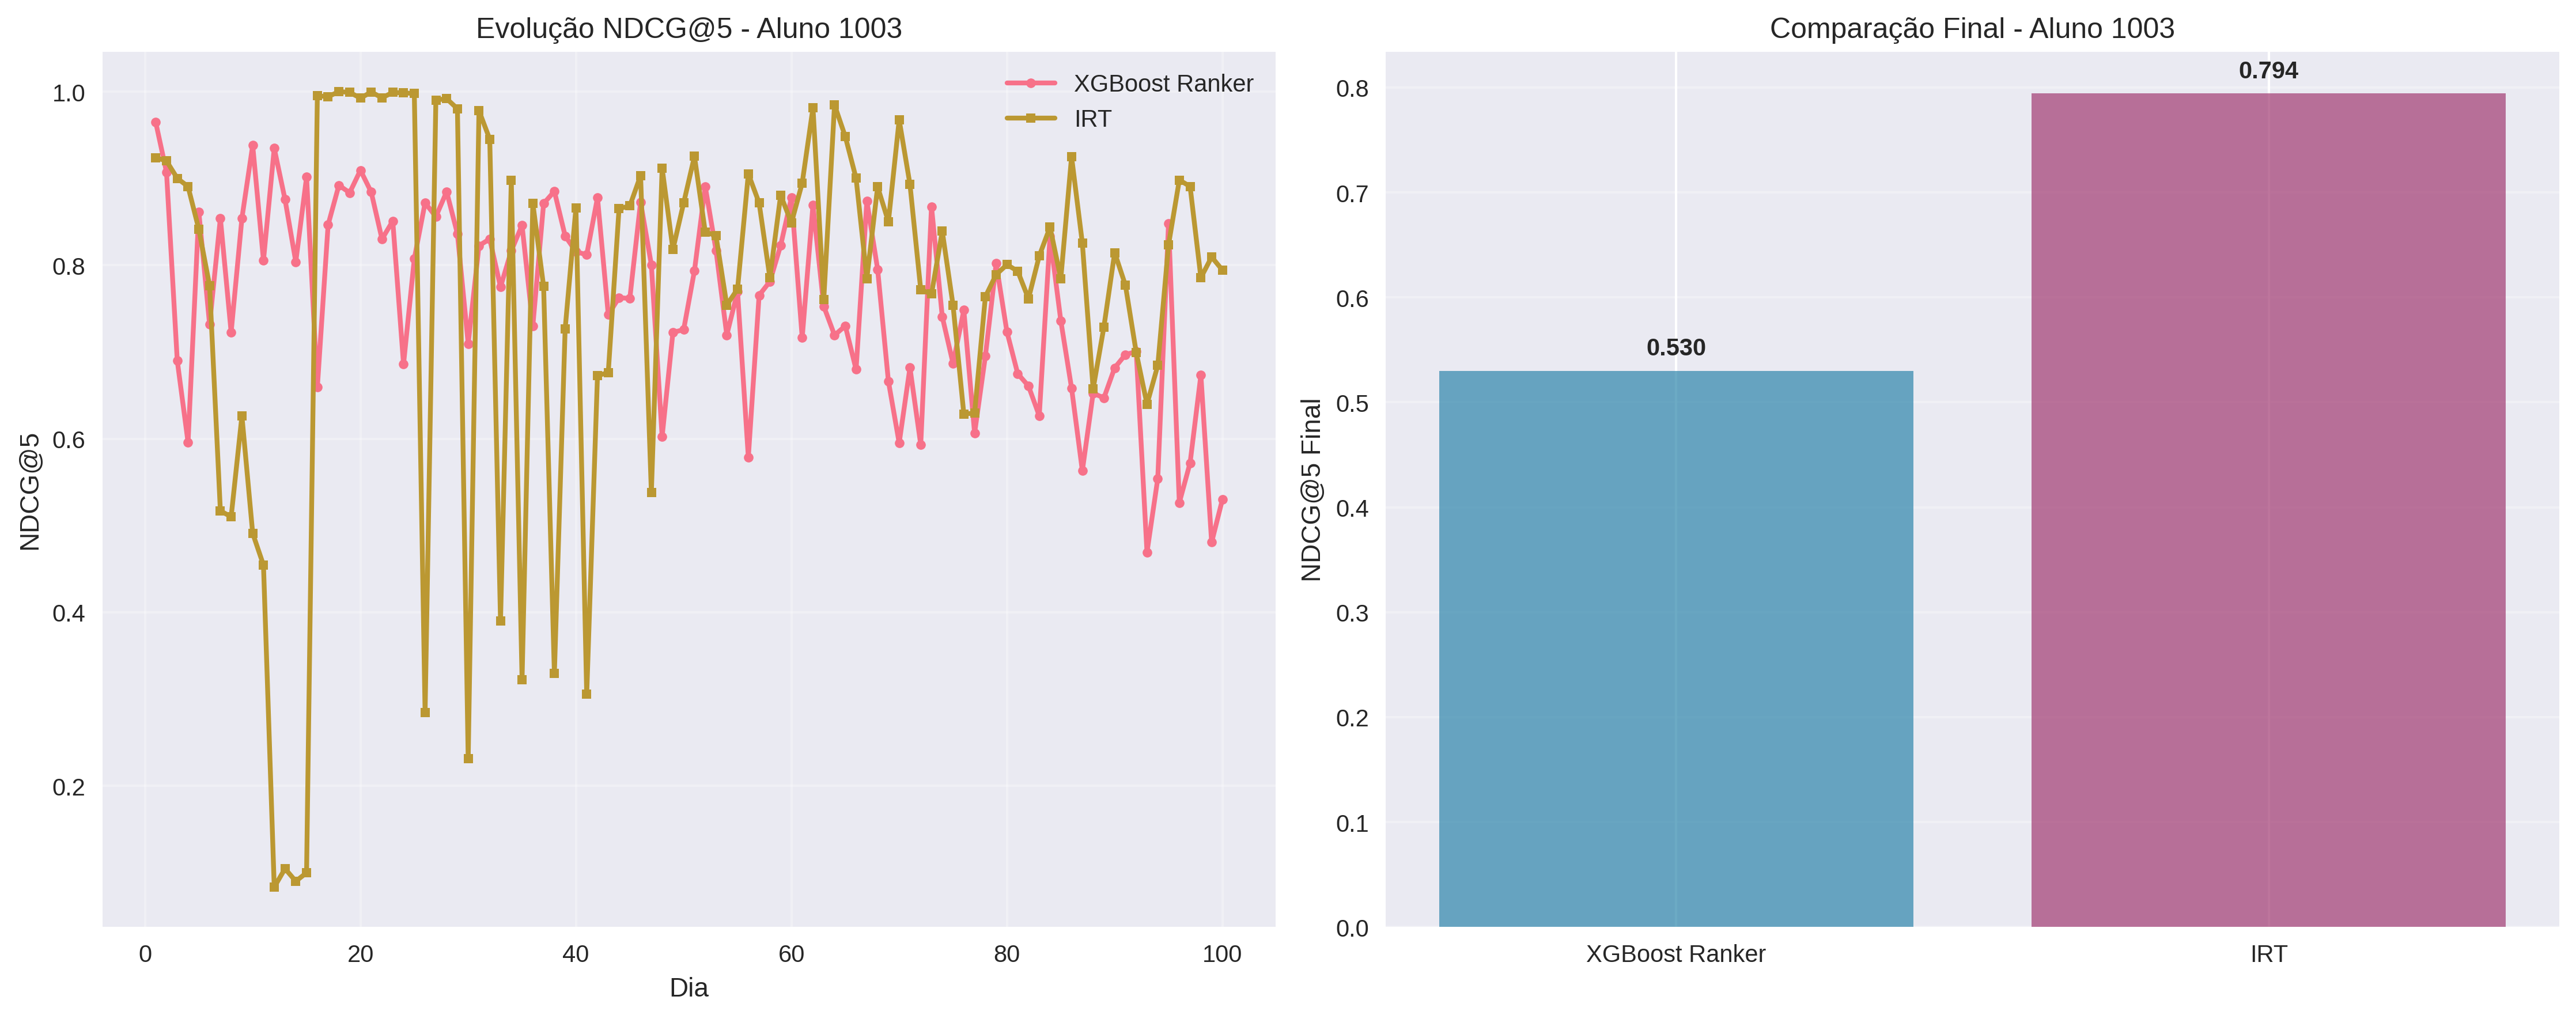 Evolução NDCG@5 - Aluno 1003
XGBoost Ranker
IRT
NDCG@5
1.0
0.8
0.6
0.4
0.2
0
20
40
60
80
100
Dia
Comparação Final - Aluno 1003
NDCG@5 Final
0.8
0.7
0.6
0.5
0.4
0.3
0.2
0.1
0.0
0.530
0.794
XGBoost Ranker
IRT